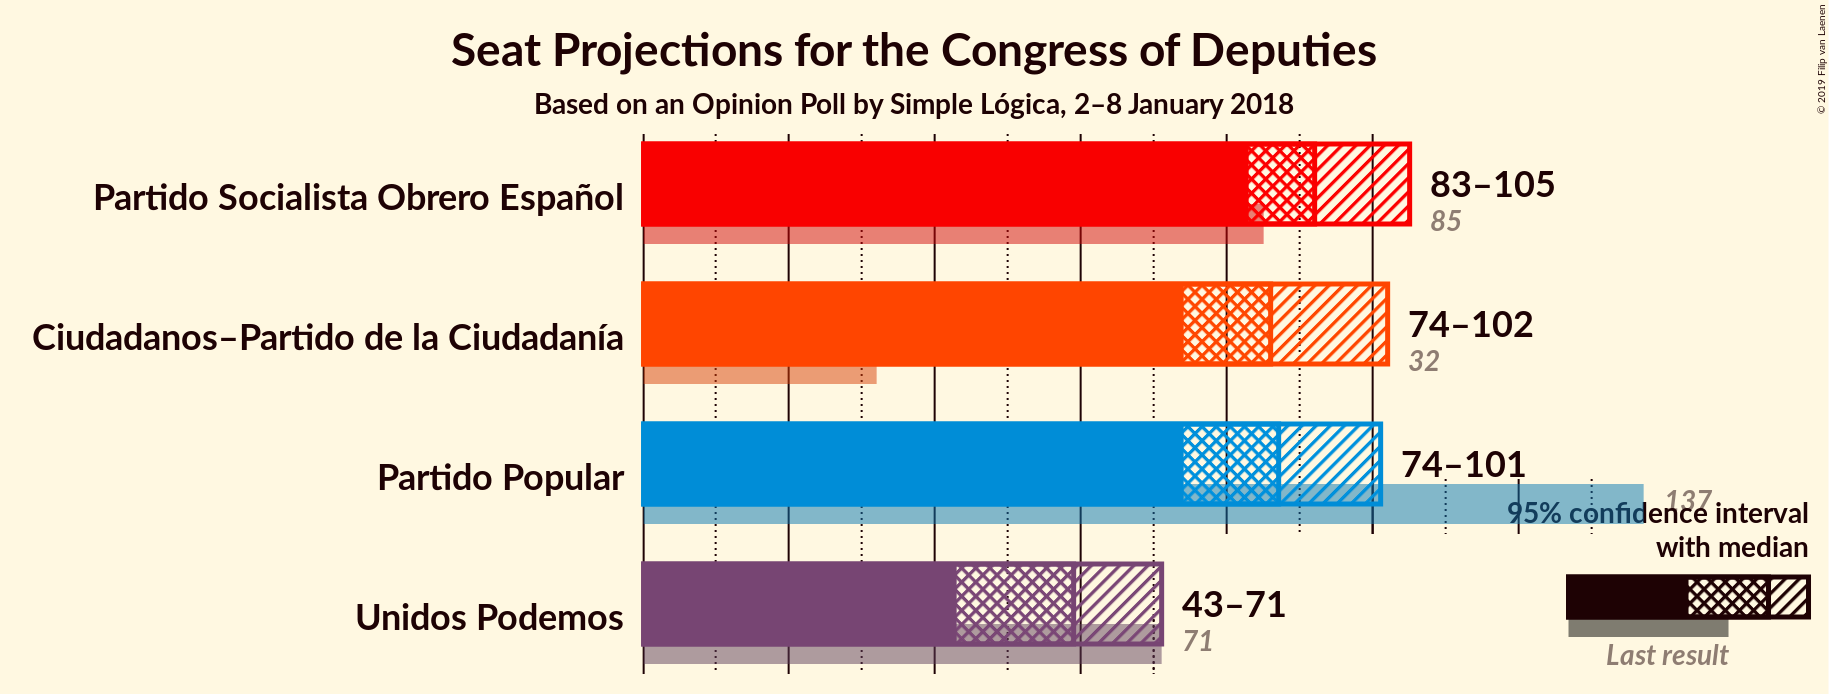 Seat Projections for the Congress of Deputies
Based on an Opinion Poll by Simple Lógica, 2–8 January 2018
© 2019 Filip van Laenen
Partido Socialista Obrero Español
83–105
85
Ciudadanos–Partido de la Ciudadanía
74–102
32
Partido Popular
74–101
137
95% confidence interval
with median
Unidos Podemos
43–71
71
Last result